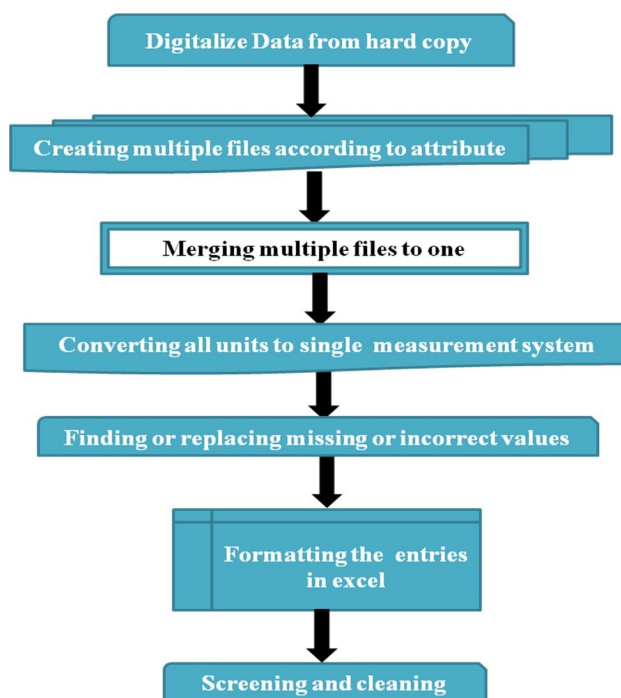 Digitalize Data from hard copy
Creating multiple files according to attribute
Merging multiple files to one
Converting all units to single measurement system
Finding or replacing missing or incorrect values
Formatting the entries
in excel
Screening and cleaning